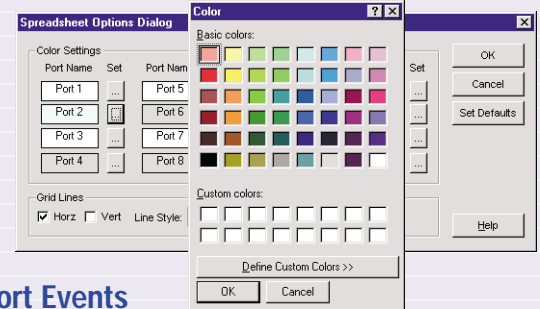 Spreadsheet Options Dialog
Color Settings
Port Name Set Port Nam Set
Port 1 ... Port 5 ...
Port 2 ... Port 6 ...
Port 3 ... Port 7 ...
Port 4 ... Port 8 ...
Grid Lines
Horz Vert Line Style:
OK
Cancel
Set Defaults
Help
Color
Basic colors:
Custom colors:
Define Custom Colors >>
OK Cancel
ort Events